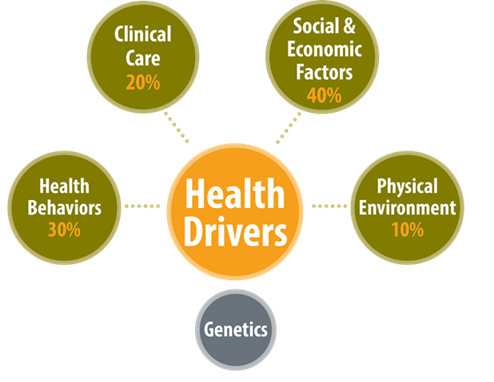 Clinical
Care
20%
Social &
Economic
Factors
40%
Health
Behaviors
30%
Health
Drivers
Physical
Environment
10%
Genetics